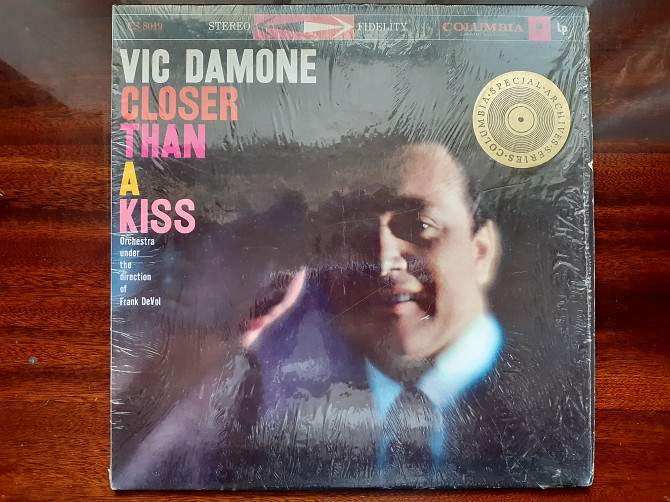 CS 8019 STEREO FIDELITY COLUMBIA lp
VIC DAMONE
CLOSER
THAN
A
KISS
Orchestra
under
the
direction
of
Frank DeVol
COLUMBIA • SPECIAL • ARCHIVES • SERIES •